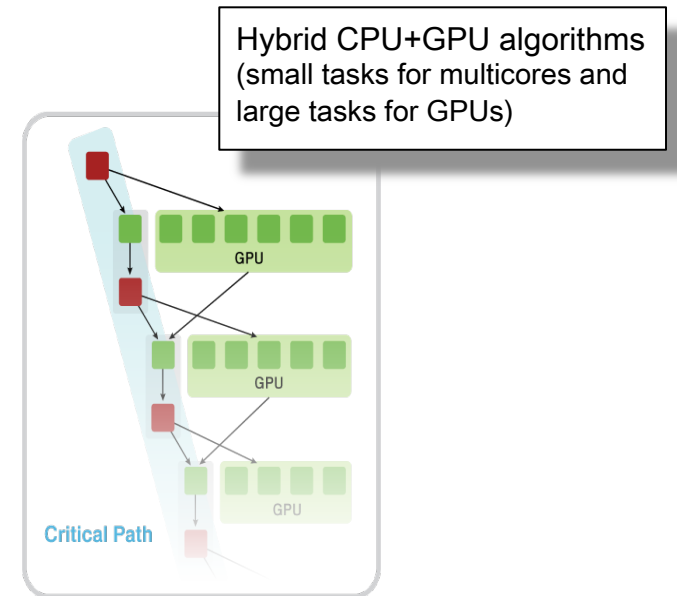 Hybrid CPU+GPU algorithms
(small tasks for multicores and
large tasks for GPUs)
GPU
GPU
GPU
Critical Path